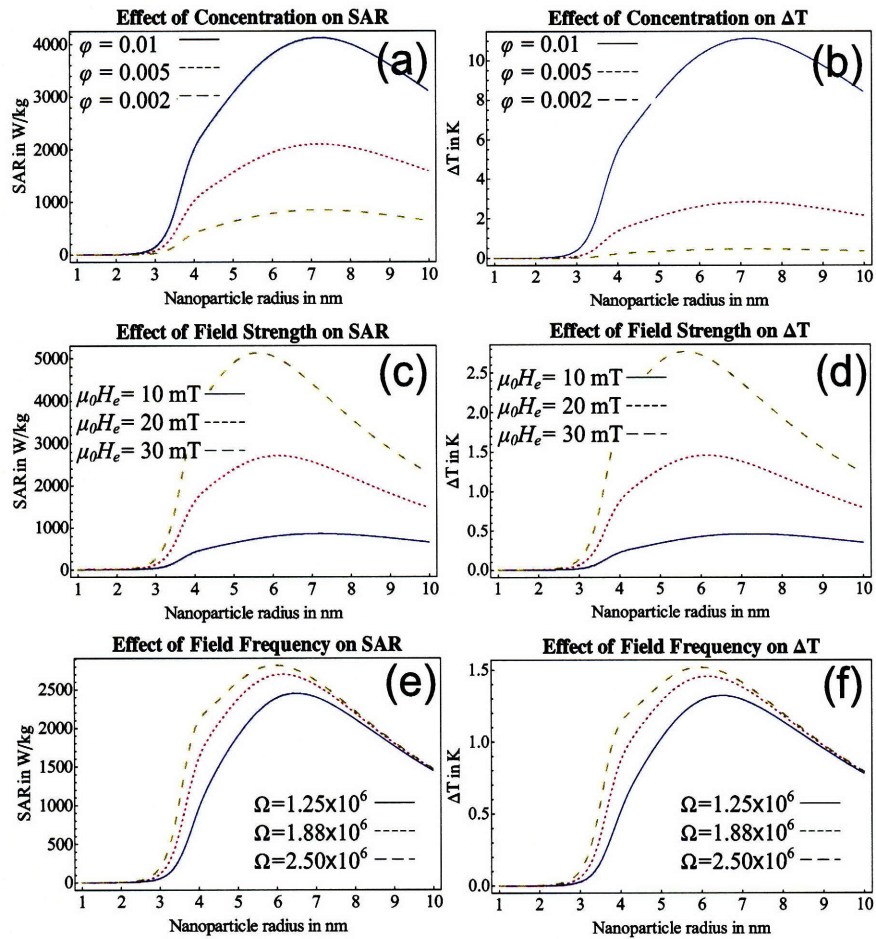 Effect of Concentration on SAR
(a)
φ = 0.01
φ = 0.005
φ = 0.002
SAR in W/kg
4000
3000
2000
1000
0
1 2 3 4 5 6 7 8 9 10
Nanoparticle radius in nm
Effect of Concentration on ΔT
(b)
φ = 0.01
φ = 0.005
φ = 0.002
ΔT in K
10
8
6
4
2
0
1 2 3 4 5 6 7 8 9 10
Nanoparticle radius in nm
Effect of Field Strength on SAR
(c)
μ₀Hₑ= 10 mT
μ₀Hₑ= 20 mT
μ₀Hₑ= 30 mT
SAR in W/kg
5000
4000
3000
2000
1000
0
1 2 3 4 5 6 7 8 9 10
Nanoparticle radius in nm
Effect of Field Strength on ΔT
(d)
μ₀Hₑ= 10 mT
μ₀Hₑ= 20 mT
μ₀Hₑ= 30 mT
ΔT in K
2.5
2.0
1.5
1.0
0.5
0.0
1 2 3 4 5 6 7 8 9 10
Nanoparticle radius in nm
Effect of Field Frequency on SAR
(e)
SAR in W/kg
2500
2000
1500
1000
500
0
Ω=1.25x10⁶
Ω=1.88x10⁶
Ω=2.50x10⁶
1 2 3 4 5 6 7 8 9 10
Nanoparticle radius in nm
Effect of Field Frequency on ΔT
(f)
ΔT in K
1.5
1.0
0.5
0.0
Ω=1.25x10⁶
Ω=1.88x10⁶
Ω=2.50x10⁶
1 2 3 4 5 6 7 8 9 10
Nanoparticle radius in nm